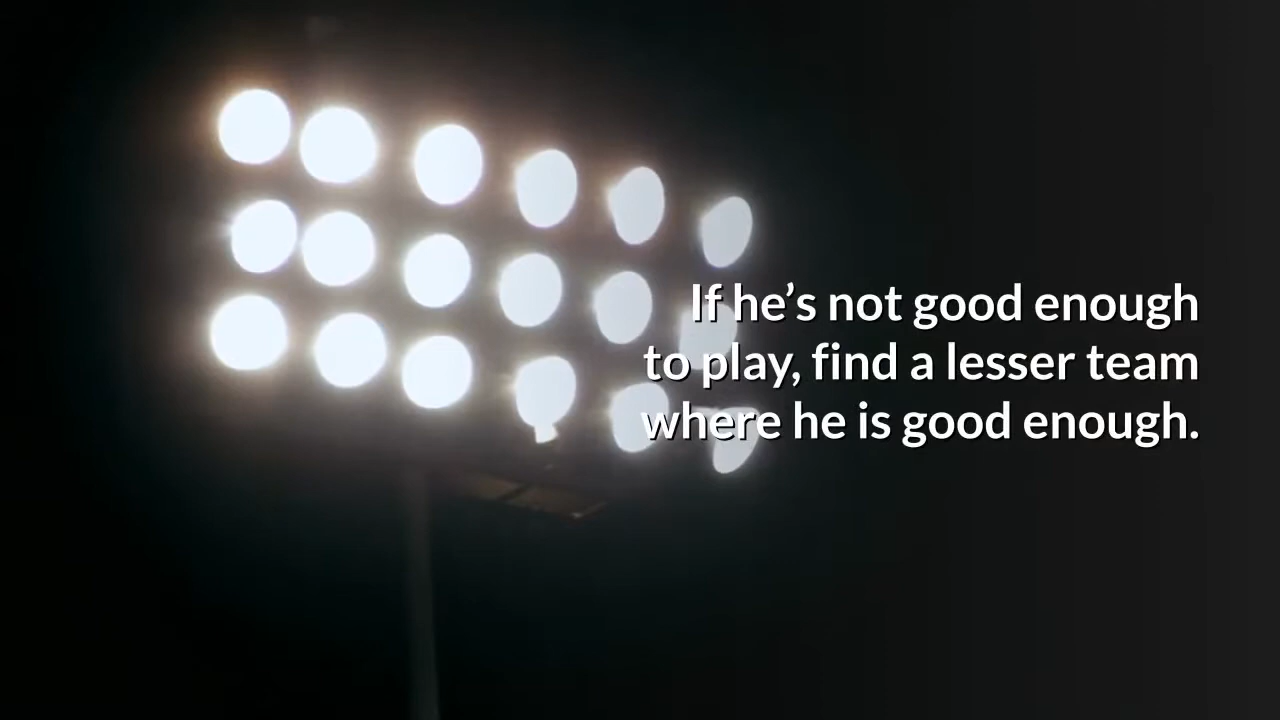 If he’s not good enough
to play, find a lesser team
where he is good enough.